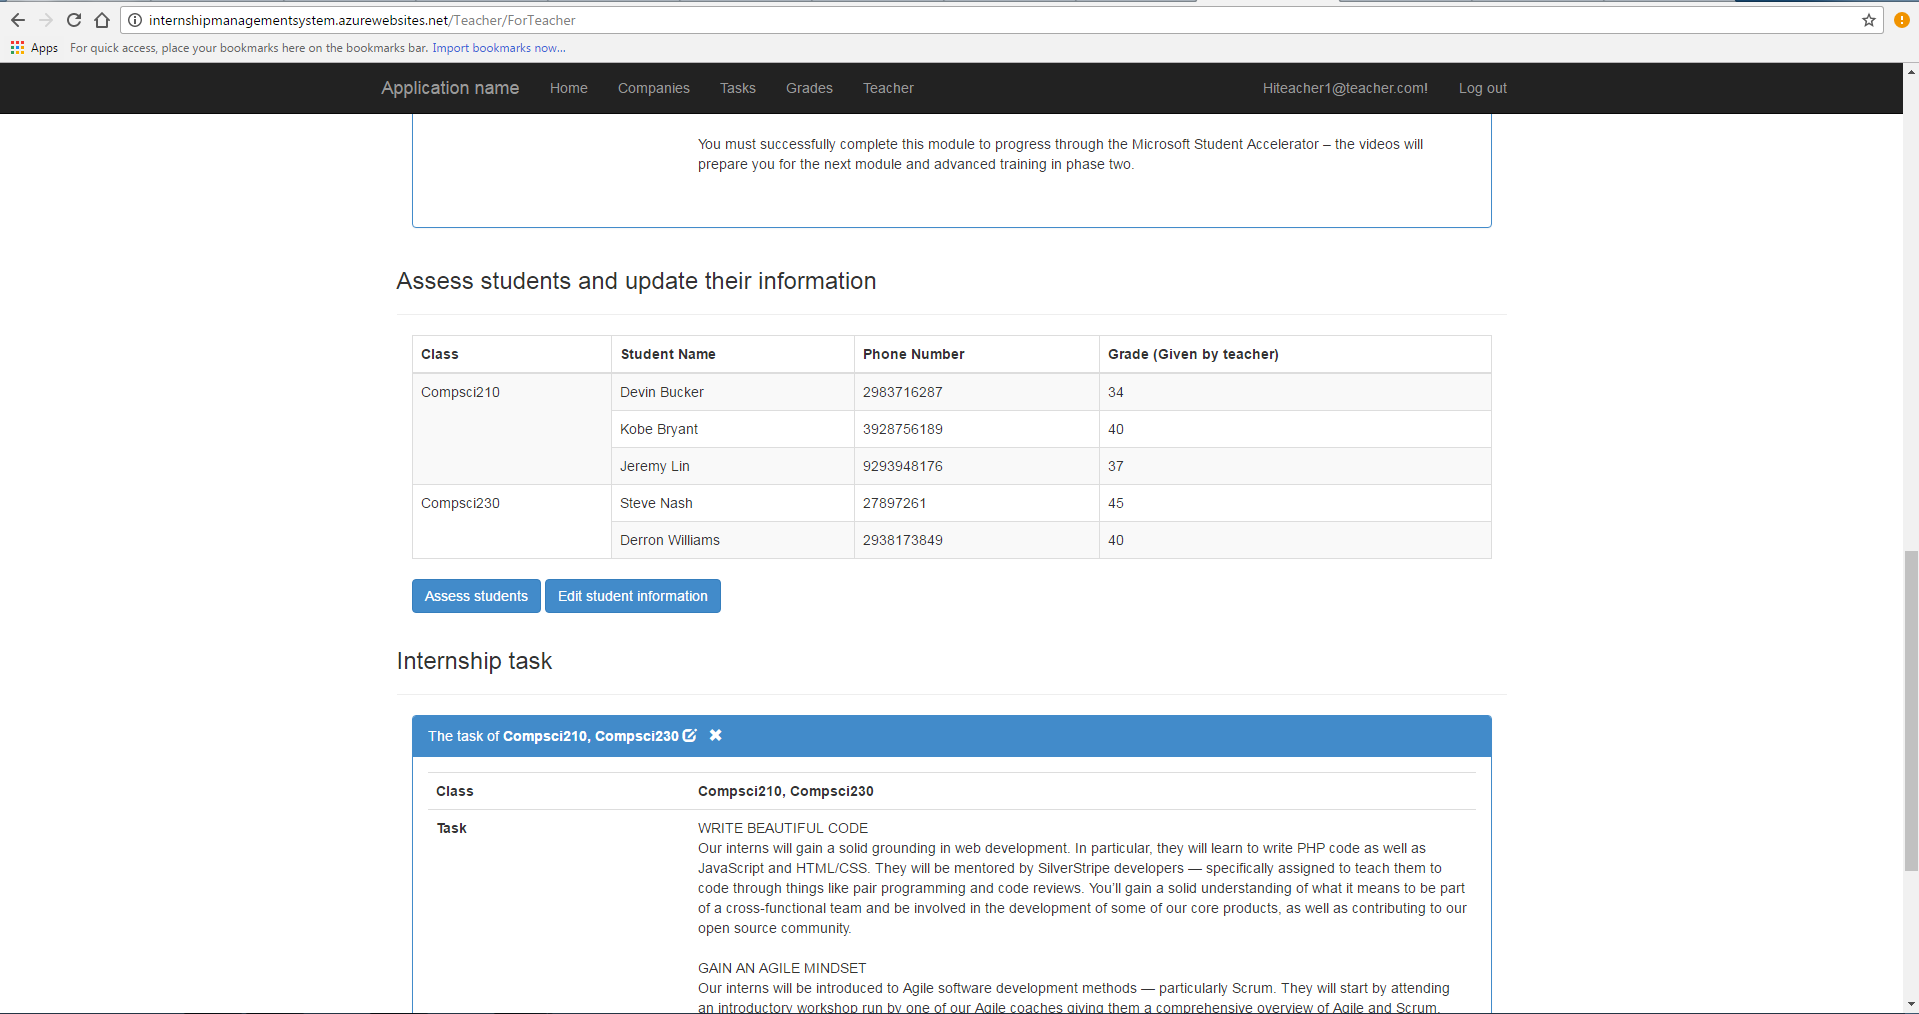 internshipmanagementsystem.azurewebsites.net/Teacher/ForTeacher
Apps For quick access, place your bookmarks here on the bookmarks bar. Import bookmarks now...
Application name Home Companies Tasks Grades Teacher Hiteacher1@teacher.com! Log out
You must successfully complete this module to progress through the Microsoft Student Accelerator – the videos will
prepare you for the next module and advanced training in phase two.
Assess students and update their information
Class Student Name Phone Number Grade (Given by teacher)
Compsci210 Devin Bucker 2983716287 34
Kobe Bryant 3928756189 40
Jeremy Lin 9293948176 37
Compsci230 Steve Nash 27897261 45
Derron Williams 2938173849 40
Assess students Edit student information
Internship task
The task of Compsci210, Compsci230
Class Compsci210, Compsci230
Task WRITE BEAUTIFUL CODE
Our interns will gain a solid grounding in web development. In particular, they will learn to write PHP code as well as
JavaScript and HTML/CSS. They will be mentored by SilverStripe developers — specifically assigned to teach them to
code through things like pair programming and code reviews. You'll gain a solid understanding of what it means to be part
of a cross-functional team and be involved in the development of some of our core products, as well as contributing to our
open source community.
GAIN AN AGILE MINDSET
Our interns will be introduced to Agile software development methods — particularly Scrum. They will start by attending
an introductory workshop run by one of our Agile coaches giving them a comprehensive overview of Agile and Scrum.